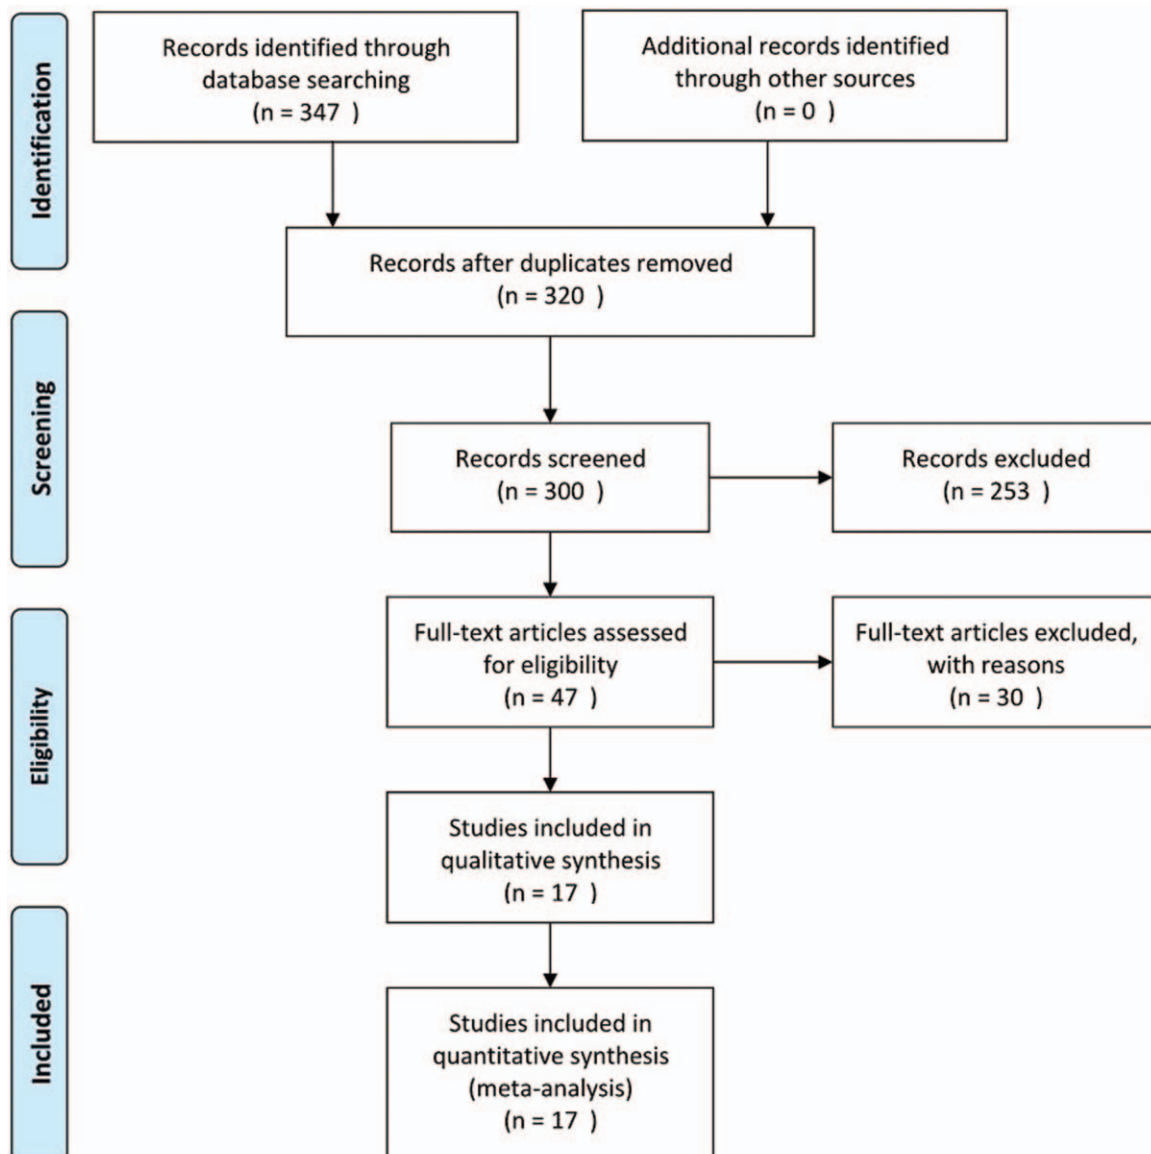 Identification
Records identified through
database searching
(n = 347 )
Additional records identified
through other sources
(n = 0 )
Records after duplicates removed
(n = 320 )
Screening
Records screened
(n = 300 )
Records excluded
(n = 253 )
Eligibility
Full-text articles assessed
for eligibility
(n = 47 )
Full-text articles excluded,
with reasons
(n = 30 )
Studies included in
qualitative synthesis
(n = 17 )
Included
Studies included in
quantitative synthesis
(meta-analysis)
(n = 17 )